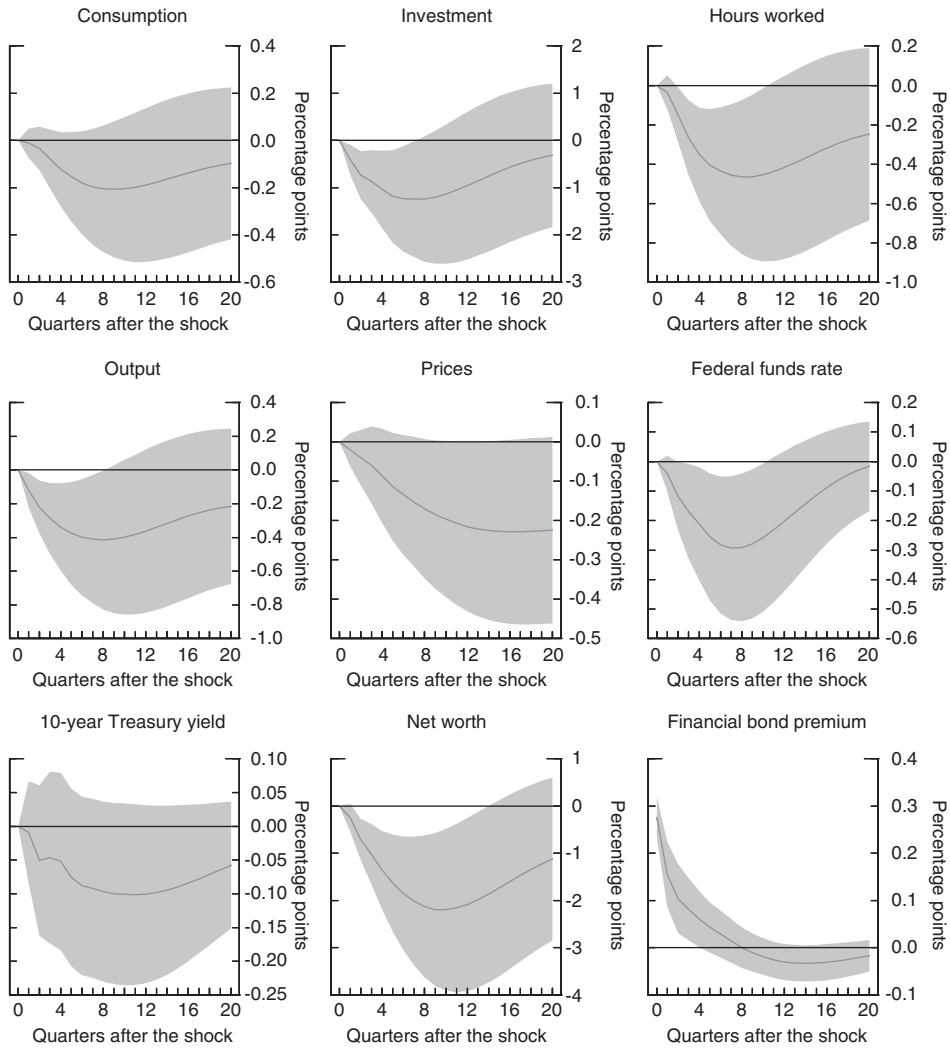 Consumption
0.4
0.2
0.0
-0.2
-0.4
-0.6
Percentage points
0 4 8 12 16 20
Quarters after the shock
Investment
2
1
0
-1
-2
-3
Percentage points
0 4 8 12 16 20
Quarters after the shock
Hours worked
0.2
0.0
-0.2
-0.4
-0.6
-0.8
-1.0
Percentage points
0 4 8 12 16 20
Quarters after the shock
Output
0.4
0.2
0.0
-0.2
-0.4
-0.6
-0.8
-1.0
Percentage points
0 4 8 12 16 20
Quarters after the shock
Prices
0.1
0.0
-0.1
-0.2
-0.3
-0.4
-0.5
Percentage points
0 4 8 12 16 20
Quarters after the shock
Federal funds rate
0.2
0.1
0.0
-0.1
-0.2
-0.3
-0.4
-0.5
-0.6
Percentage points
0 4 8 12 16 20
Quarters after the shock
10-year Treasury yield
0.10
0.05
0.00
-0.05
-0.10
-0.15
-0.20
-0.25
Percentage points
0 4 8 12 16 20
Quarters after the shock
Net worth
1
0
-1
-2
-3
-4
Percentage points
0 4 8 12 16 20
Quarters after the shock
Financial bond premium
0.4
0.3
0.2
0.1
0.0
-0.1
Percentage points
0 4 8 12 16 20
Quarters after the shock